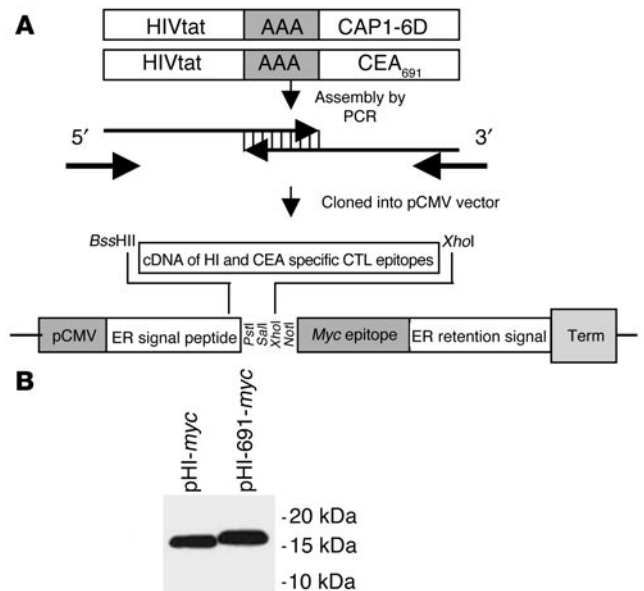 A
HIVtat AAA CAP1-6D
HIVtat AAA CEA691
Assembly by
PCR
5′ 3′
Cloned into pCMV vector
BssHII XhoI
cDNA of HI and CEA specific CTL epitopes
pCMV ER signal peptide PstI SalI XhoI NotI Myc epitope ER retention signal Term
B
pHI-myc pHI-691-myc
-20 kDa
-15 kDa
-10 kDa